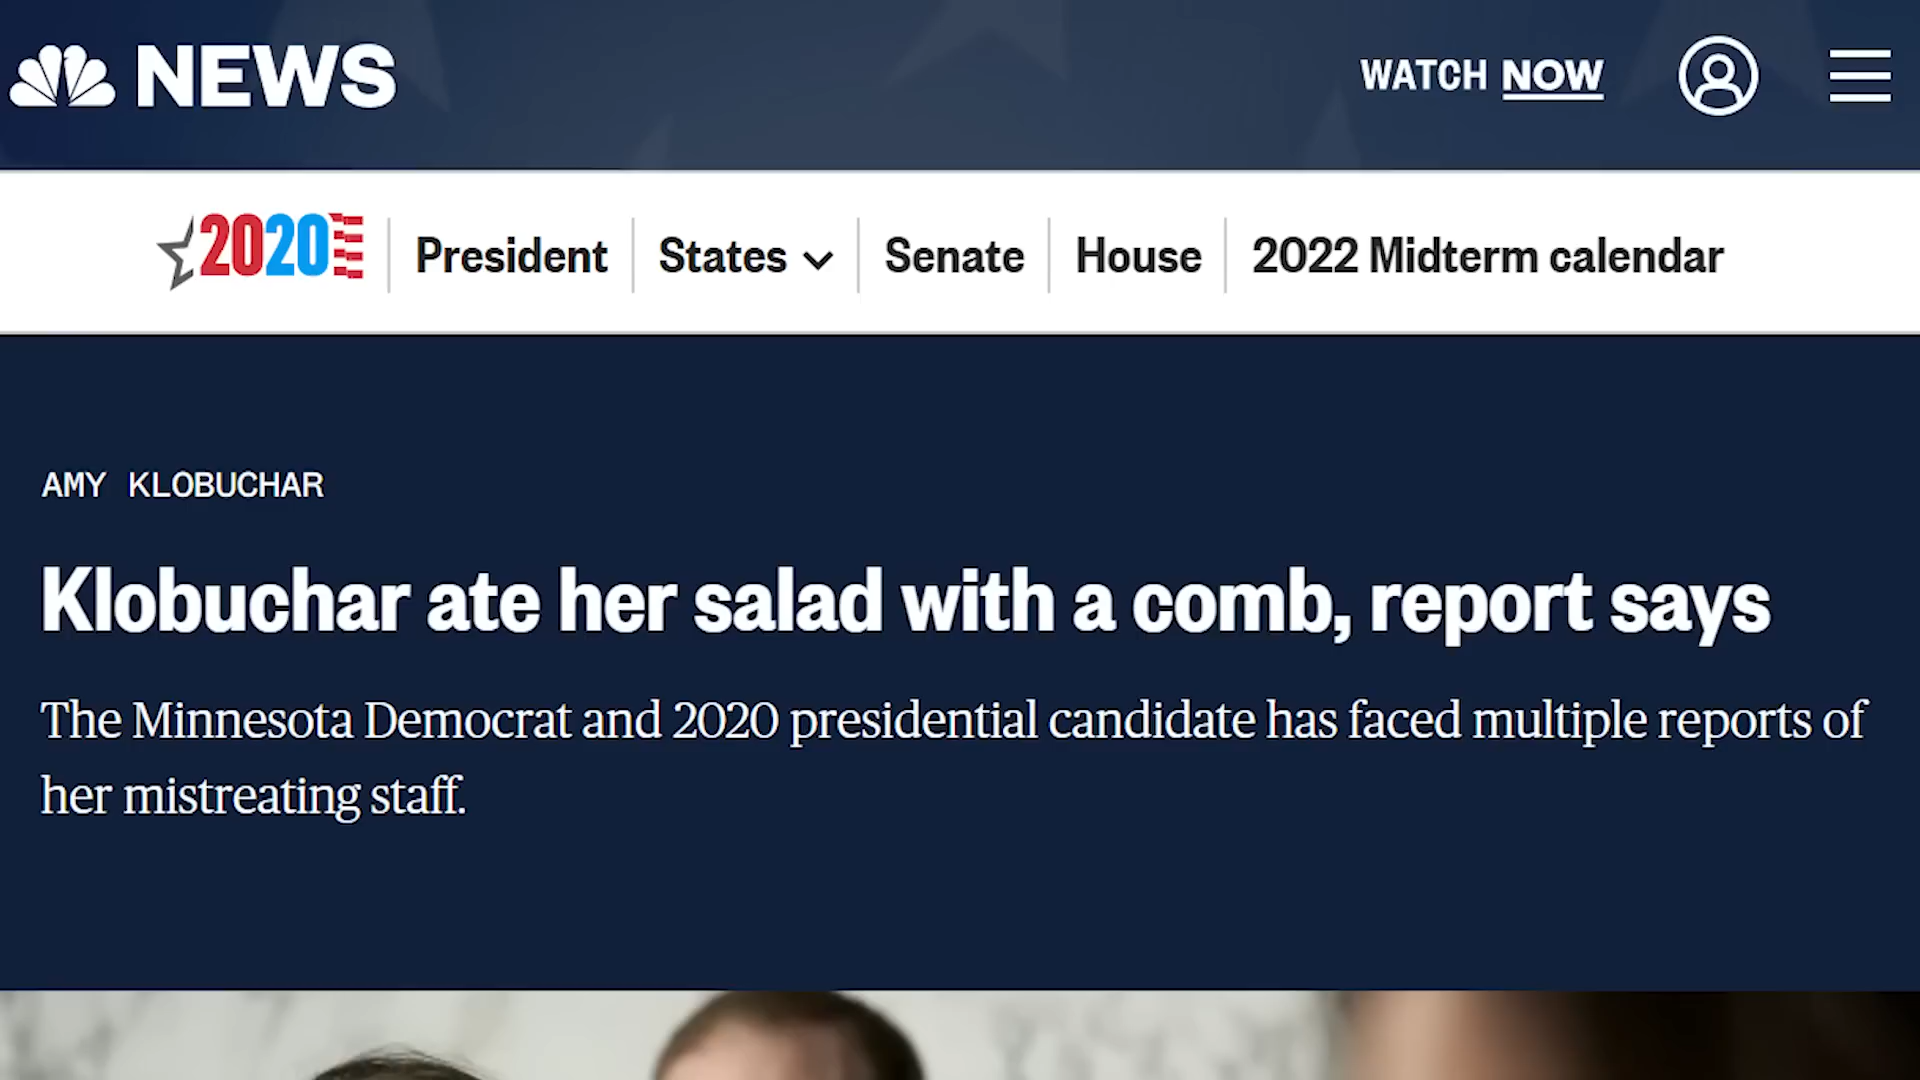 NEWS
WATCH NOW
2020
President
States
Senate
House
2022 Midterm calendar
AMY KLOBUCHAR
Klobuchar ate her salad with a comb, report says
The Minnesota Democrat and 2020 presidential candidate has faced multiple reports of
her mistreating staff.